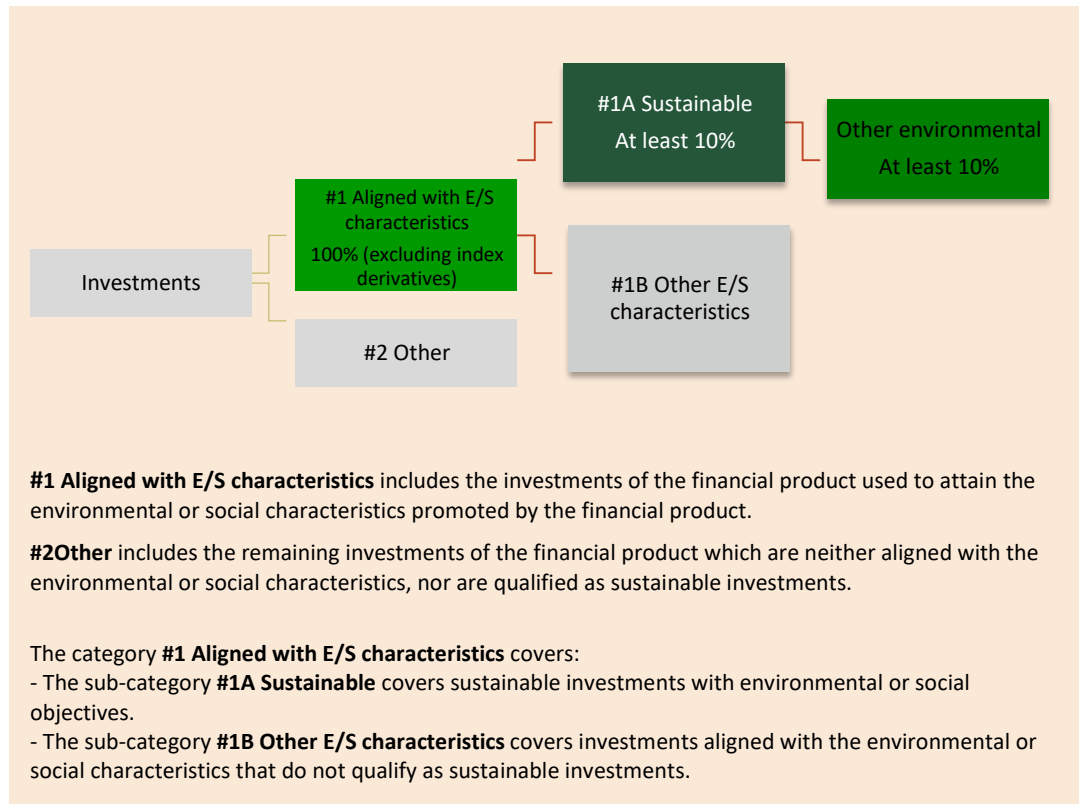 #1A Sustainable
At least 10%
Other environmental
At least 10%
#1 Aligned with E/S
characteristics
100% (excluding index
derivatives)
Investments
#1B Other E/S
characteristics
#2 Other
#1 Aligned with E/S characteristics includes the investments of the financial product used to attain the
environmental or social characteristics promoted by the financial product.
#2Other includes the remaining investments of the financial product which are neither aligned with the
environmental or social characteristics, nor are qualified as sustainable investments.
The category #1 Aligned with E/S characteristics covers:
- The sub-category #1A Sustainable covers sustainable investments with environmental or social
objectives.
- The sub-category #1B Other E/S characteristics covers investments aligned with the environmental or
social characteristics that do not qualify as sustainable investments.